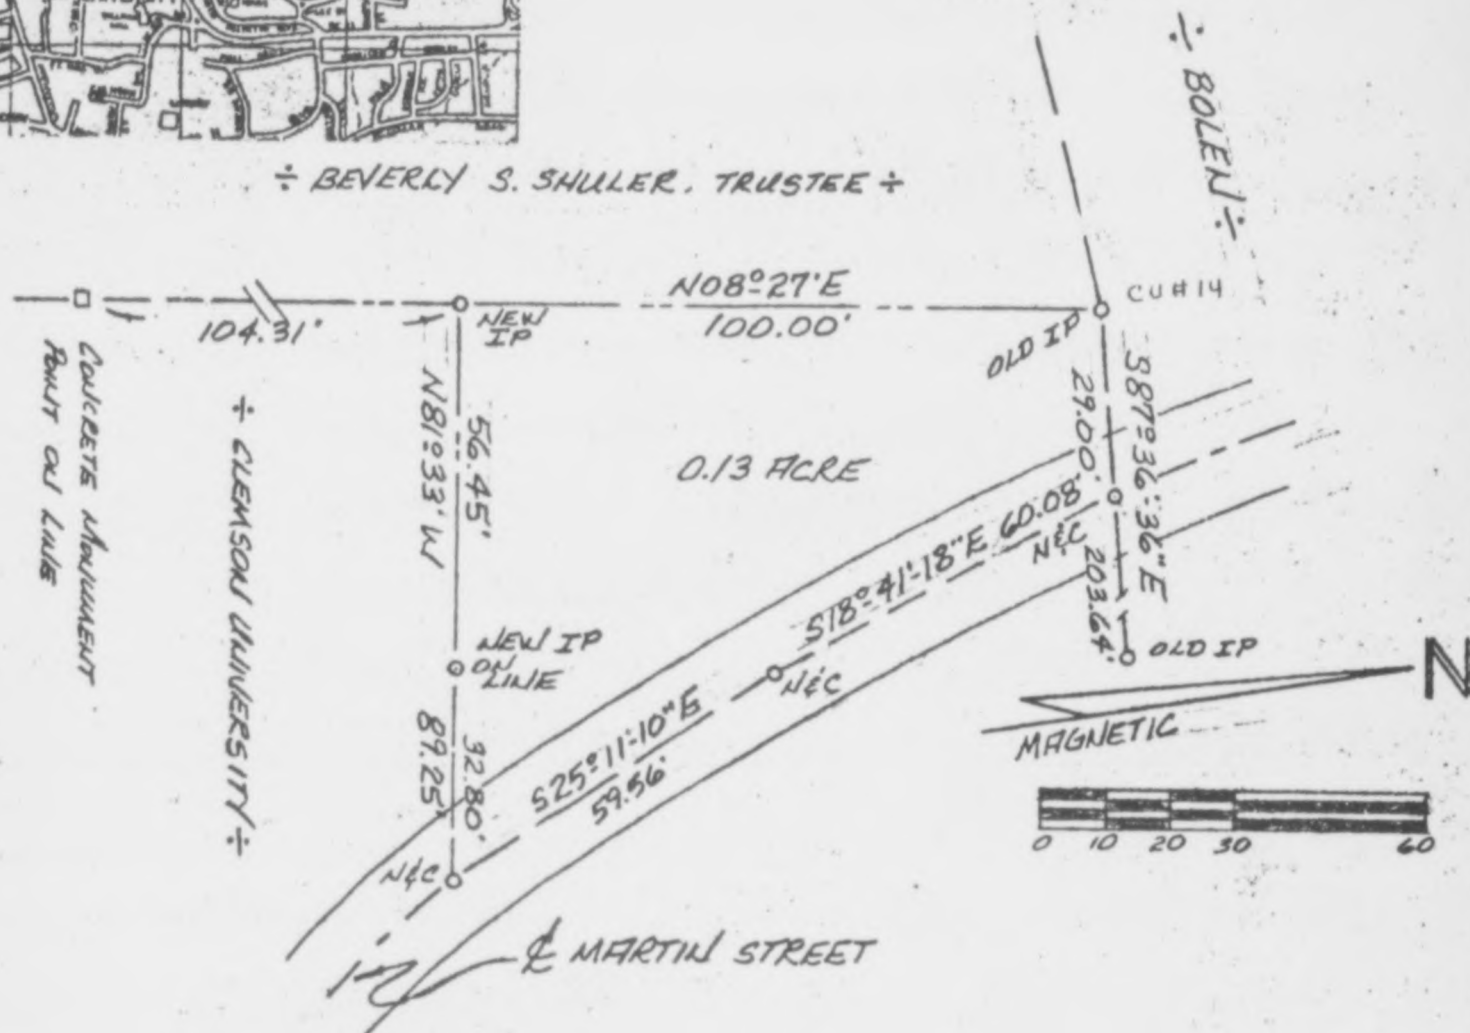 ÷ BEVERLY S. SHULER, TRUSTEE ÷
÷ BOLEN ÷
N08°27'E
100.00'
CU#14
104.31'
NEW
IP
OLD IP
CONCRETE MONUMENT
POINT ON LINE
÷ CLEMSON UNIVERSITY ÷
56.45'
N81°33'W
0.13 ACRE
29.00'
S87°36'36"E
203.64'
OLD IP
S18°41'18"E 60.08'
N&C
NEW IP
ON
LINE
N&C
32.80'
89.25'
S25°11'10"E
59.56'
N&C
N
MAGNETIC
0 10 20 30 60
℄ MARTIN STREET